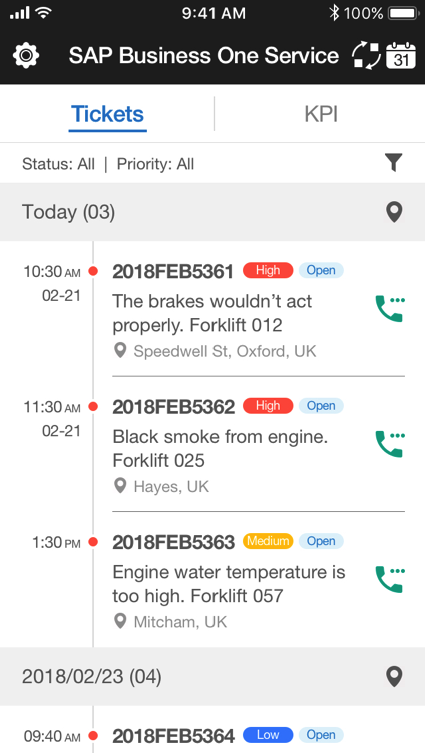 9:41 AM 100%
SAP Business One Service 31
Tickets KPI
Status: All | Priority: All
Today (03)
10:30 AM 2018FEB5361 High Open
02-21
The brakes wouldn't act
properly. Forklift 012
Speedwell St, Oxford, UK
11:30 AM 2018FEB5362 High Open
02-21
Black smoke from engine.
Forklift 025
Hayes, UK
1:30 PM 2018FEB5363 Medium Open
Engine water temperature is
too high. Forklift 057
Mitcham, UK
2018/02/23 (04)
09:40 AM 2018FEB5364 Low Open